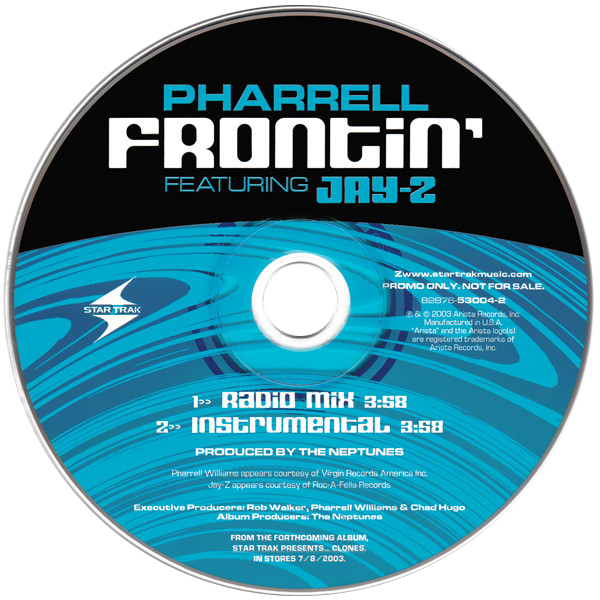 PHARRELL
FRONTIN'
FEATURING JAY-Z
STAR TRAK
Zwww.startrakmusic.com
PROMO ONLY. NOT FOR SALE.
82876-53004-2
℗ & © 2003 Arista Records, Inc.
Manufactured in U.S.A.
"Arista" and the Arista logo(s)
are registered trademarks of
Arista Records, Inc.
1>> RADIO MIX 3:58
2>> INSTRUMENTAL 3:58
PRODUCED BY THE NEPTUNES
Pharrell Williams appears courtesy of Virgin Records America Inc.
Jay-Z appears courtesy of Roc-A-Fella Records
Executive Producers: Rob Walker, Pharrell Williams & Chad Hugo
Album Producers: The Neptunes
FROM THE FORTHCOMING ALBUM,
STAR TRAK PRESENTS... CLONES.
IN STORES 7/8/2003.